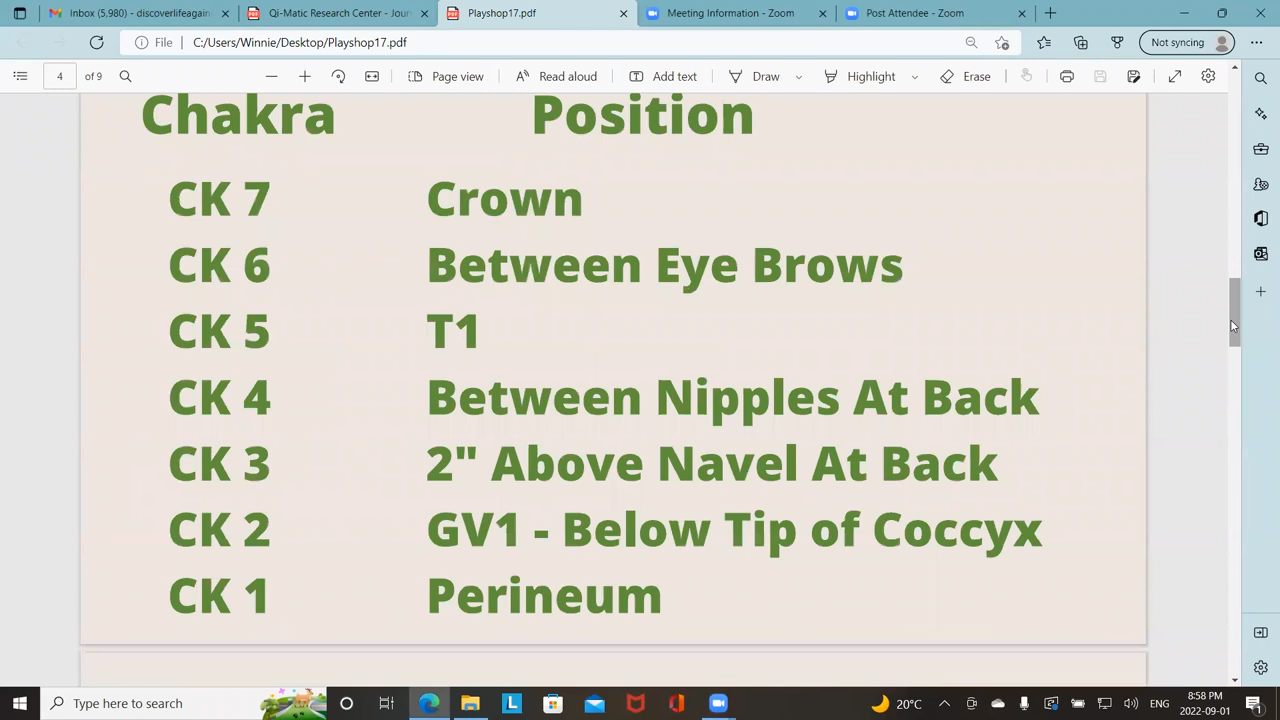 Inbox (5.980) - discoverlifeagain
Qi-Matic Research Center - Jour
Playshop17.pdf
Meeting Information - Zoom
Post Attendee - Zoom
File C:/Users/Winnie/Desktop/Playshop17.pdf
Not syncing
4 of 9
Page view
Read aloud
Add text
Draw
Highlight
Erase
Chakra Position
CK 7 Crown
CK 6 Between Eye Brows
CK 5 T1
CK 4 Between Nipples At Back
CK 3 2" Above Navel At Back
CK 2 GV1 - Below Tip of Coccyx
CK 1 Perineum
Type here to search
20°C
ENG
8:58 PM
2022-09-01